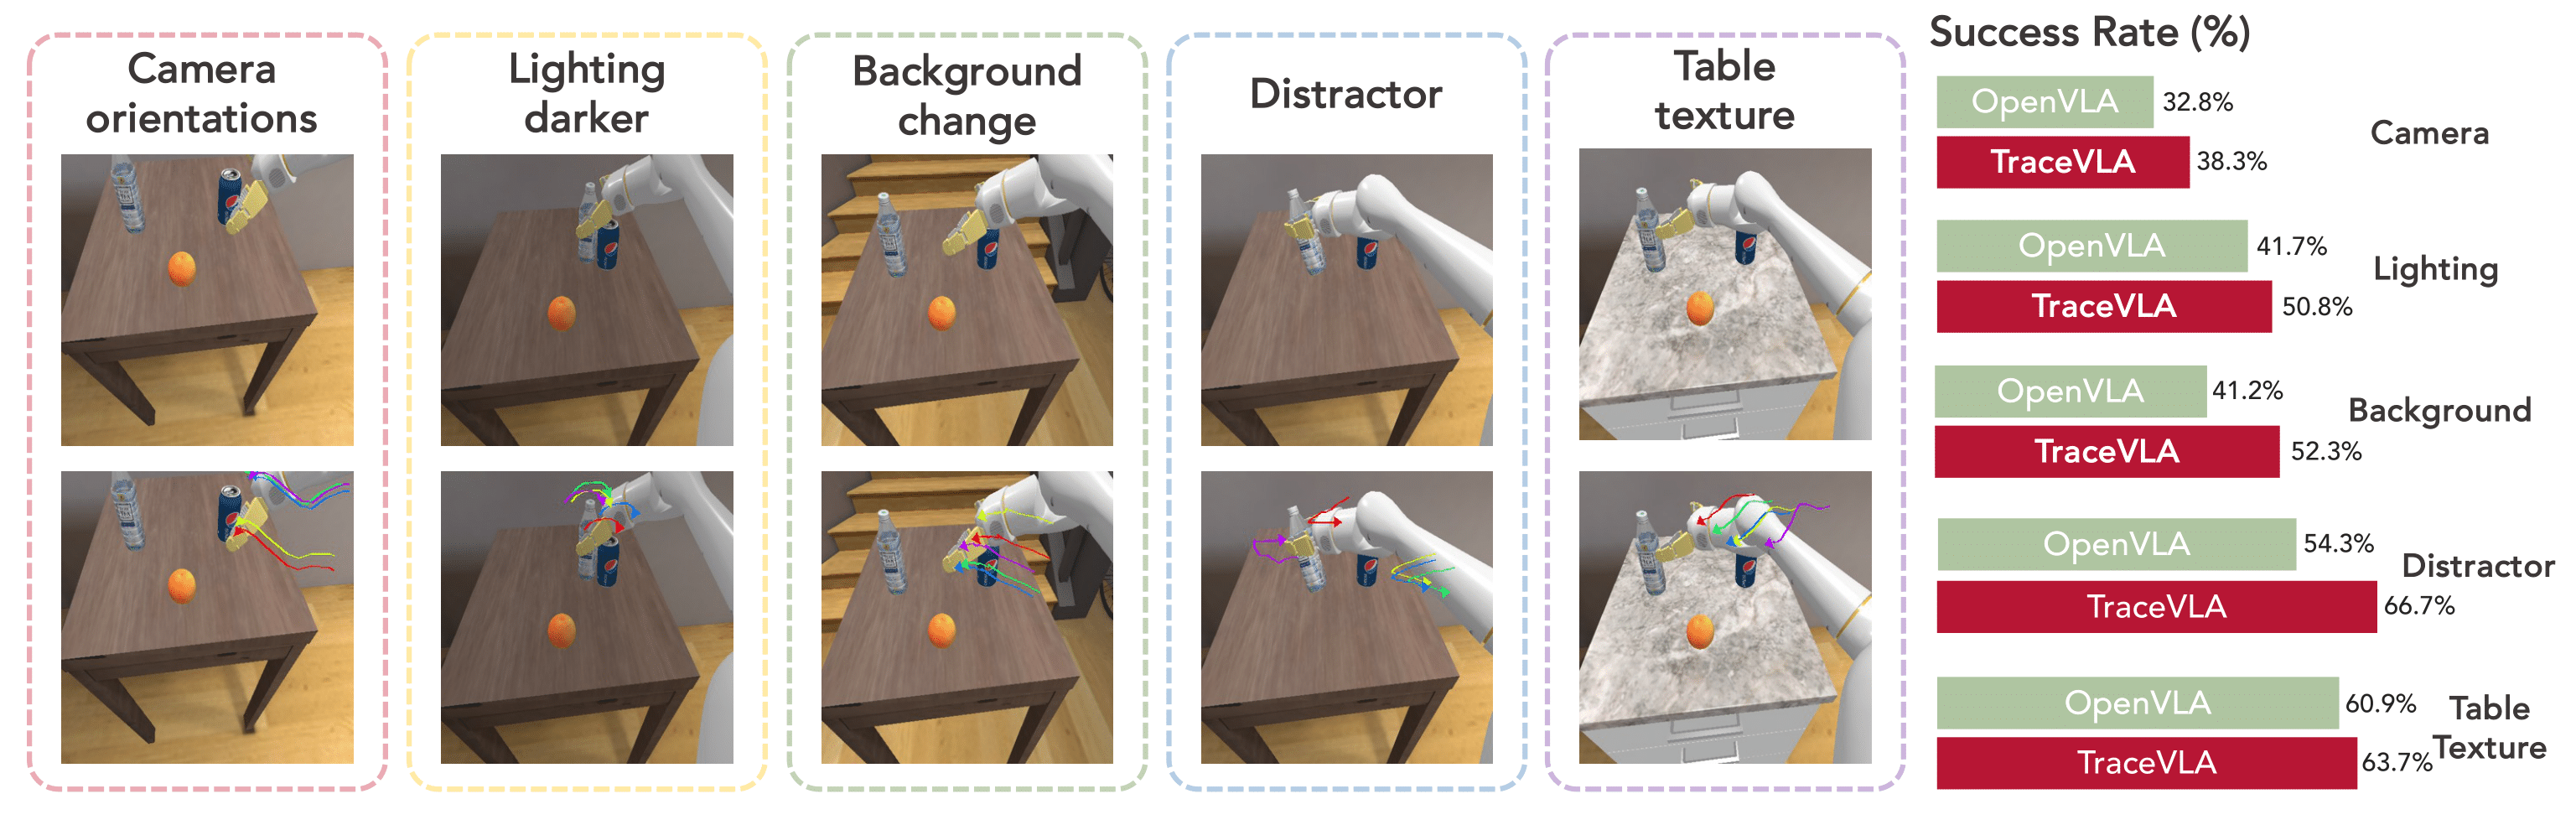 Camera
orientations
Lighting
darker
Background
change
Distractor
Table
texture
Success Rate (%)
OpenVLA 32.8%
TraceVLA 38.3%
Camera
OpenVLA 41.7%
TraceVLA 50.8%
Lighting
OpenVLA 41.2%
TraceVLA 52.3%
Background
OpenVLA 54.3%
TraceVLA 66.7%
Distractor
OpenVLA 60.9%
TraceVLA 63.7%
Table
Texture